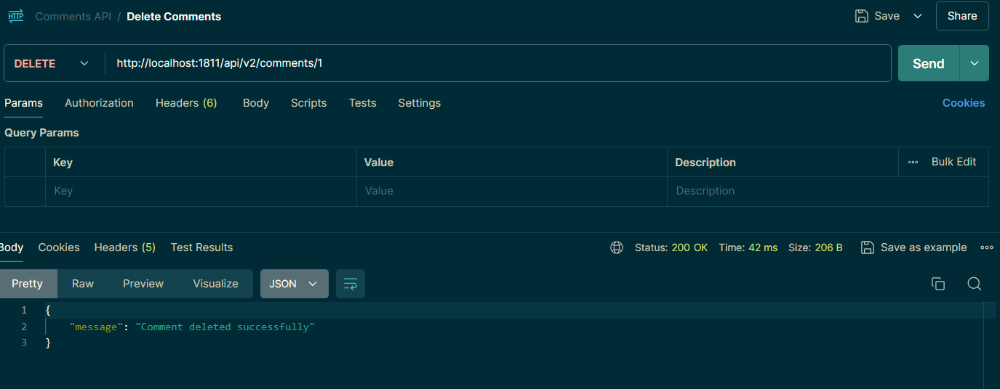 HTTP Comments API / Delete Comments Save Share
DELETE http://localhost:1811/api/v2/comments/1 Send
Params Authorization Headers (6) Body Scripts Tests Settings Cookies
Query Params
Key Value Description Bulk Edit
Key Value Description
Body Cookies Headers (5) Test Results Status: 200 OK Time: 42 ms Size: 206 B Save as example
Pretty Raw Preview Visualize JSON
1 {
2 "message": "Comment deleted successfully"
3 }